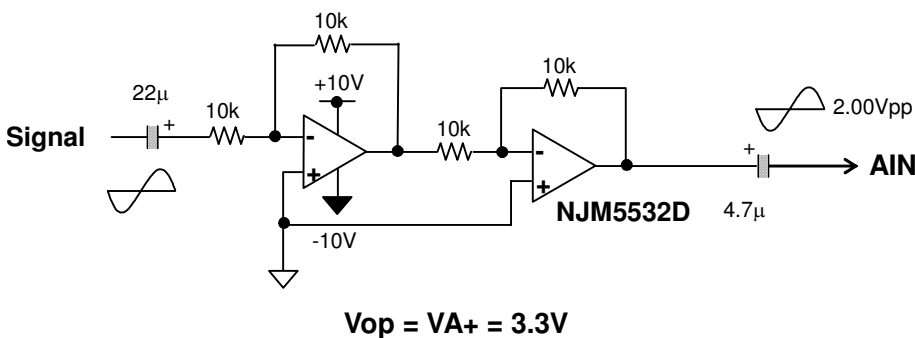 10k
+10V
22μ
10k
+
-
+
-10V
Signal
10k
10k
-
+
NJM5532D
2.00Vpp
+
AIN
4.7μ
Vop = VA+ = 3.3V